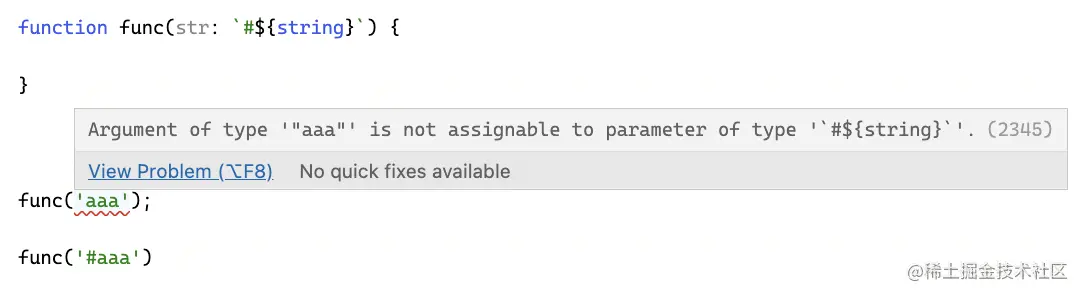 function func(str: `#${string}`) {
}
Argument of type '"aaa"' is not assignable to parameter of type '`#${string}`'. (2345)
View Problem (⌥F8) No quick fixes available
func('aaa');
func('#aaa')
@稀土掘金技术社区